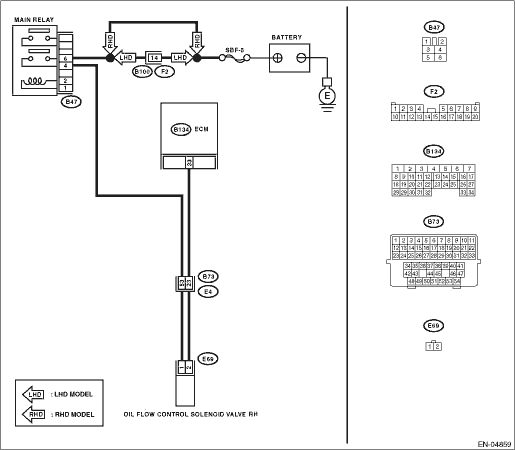 MAIN RELAY
RHD
RHD
SBF-5
BATTERY
LHD
14
LHD
B100
F2
6
4
2
1
B47
E
B134 ECM
B73
E4
E69
1
2
OIL FLOW CONTROL SOLENOID VALVE RH
LHD : LHD MODEL
RHD : RHD MODEL
B47
1 2
3 4
5 6
F2
1 2 3 4 5 6 7 8 9
10 11 12 13 14 15 16 17 18 19 20
B134
1 2 3 4 5 6 7
8 9 10 11 12 13 14 15 16 17
18 19 20 21 22 23 24 25 26 27
28 29 30 31 32 33 34
B73
1 2 3 4 5 6 7 8 9 10 11
12 13 14 15 16 17 18 19 20 21 22
23 24 25 26 27 28 29 30 31 32 33
34 35 36 37 38 39 40 41
42 43 44 45 46 47
48 49 50 51 52 53 54
E69
1 2
EN-04859